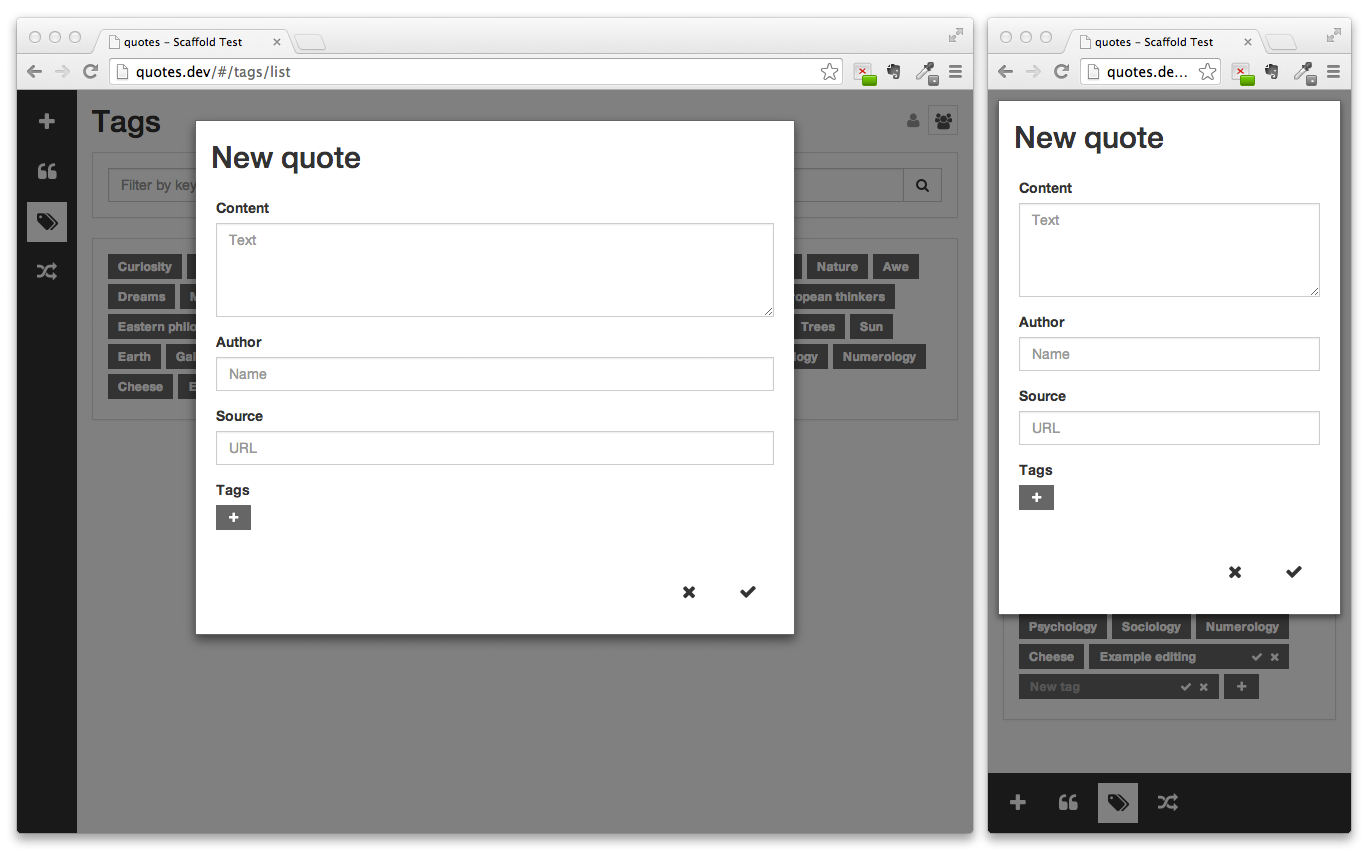 quotes – Scaffold Test
quotes.dev/#/tags/list
Tags
Filter by key
New quote
Content
Text
Author
Name
Source
URL
Tags
Curiosity
Nature
Awe
Dreams
ropean thinkers
Eastern philo
Trees
Sun
Earth
Gal
logy
Numerology
Cheese
E
quotes – Scaffold Test
quotes.de...
New quote
Content
Text
Author
Name
Source
URL
Tags
Psychology
Sociology
Numerology
Cheese
Example editing
New tag